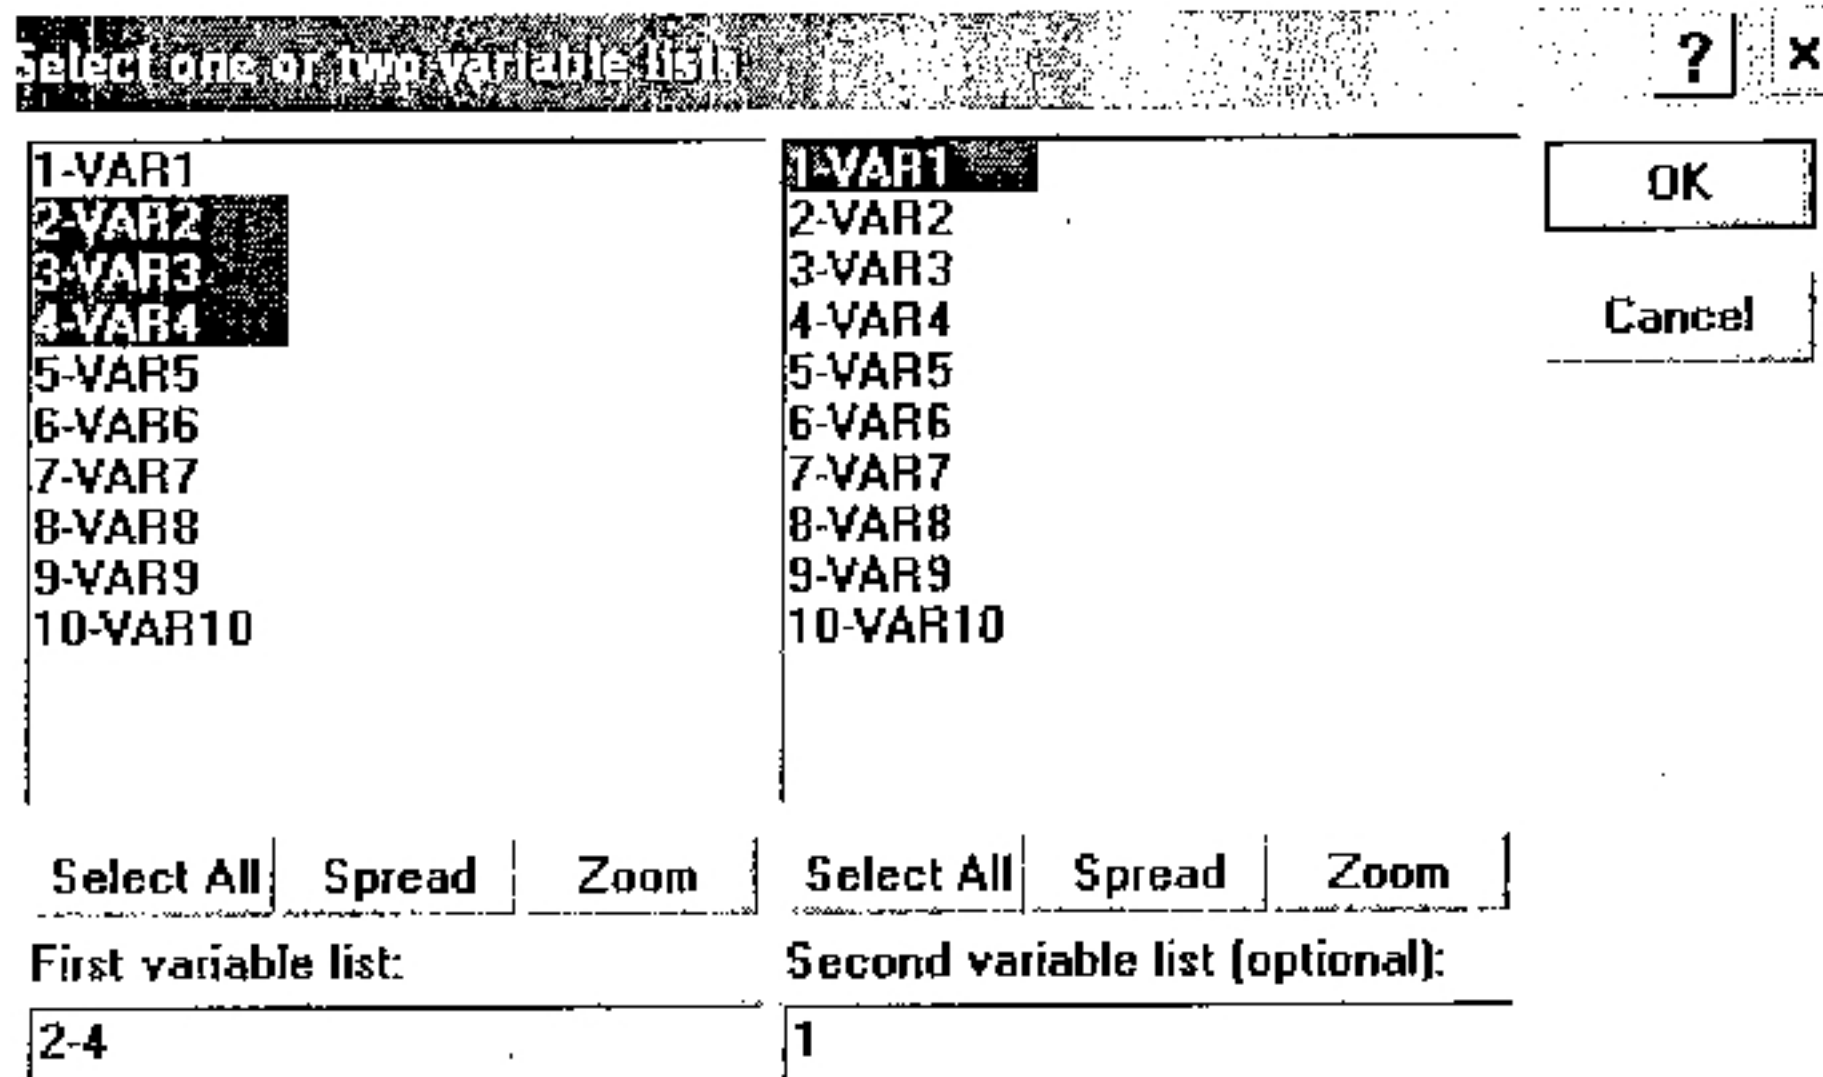 Select one or two variable lists
? ×
1-VAR1
2-VAR2
3-VAR3
4-VAR4
5-VAR5
6-VAR6
7-VAR7
8-VAR8
9-VAR9
10-VAR10
Select All Spread Zoom
First variable list:
2-4
1-VAR1
2-VAR2
3-VAR3
4-VAR4
5-VAR5
6-VAR6
7-VAR7
8-VAR8
9-VAR9
10-VAR10
Select All Spread Zoom
Second variable list (optional):
1
OK
Cancel